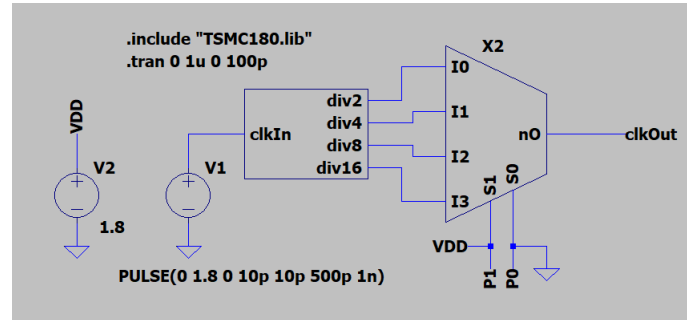 .include "TSMC180.lib"
.tran 0 1u 0 100p
X2
I0
div2
I1
div4
VDD
clkIn
nO
clkOut
div8
I2
div16
V2
V1
I3
S1
S0
1.8
VDD
PULSE(0 1.8 0 10p 10p 500p 1n)
P1
P0